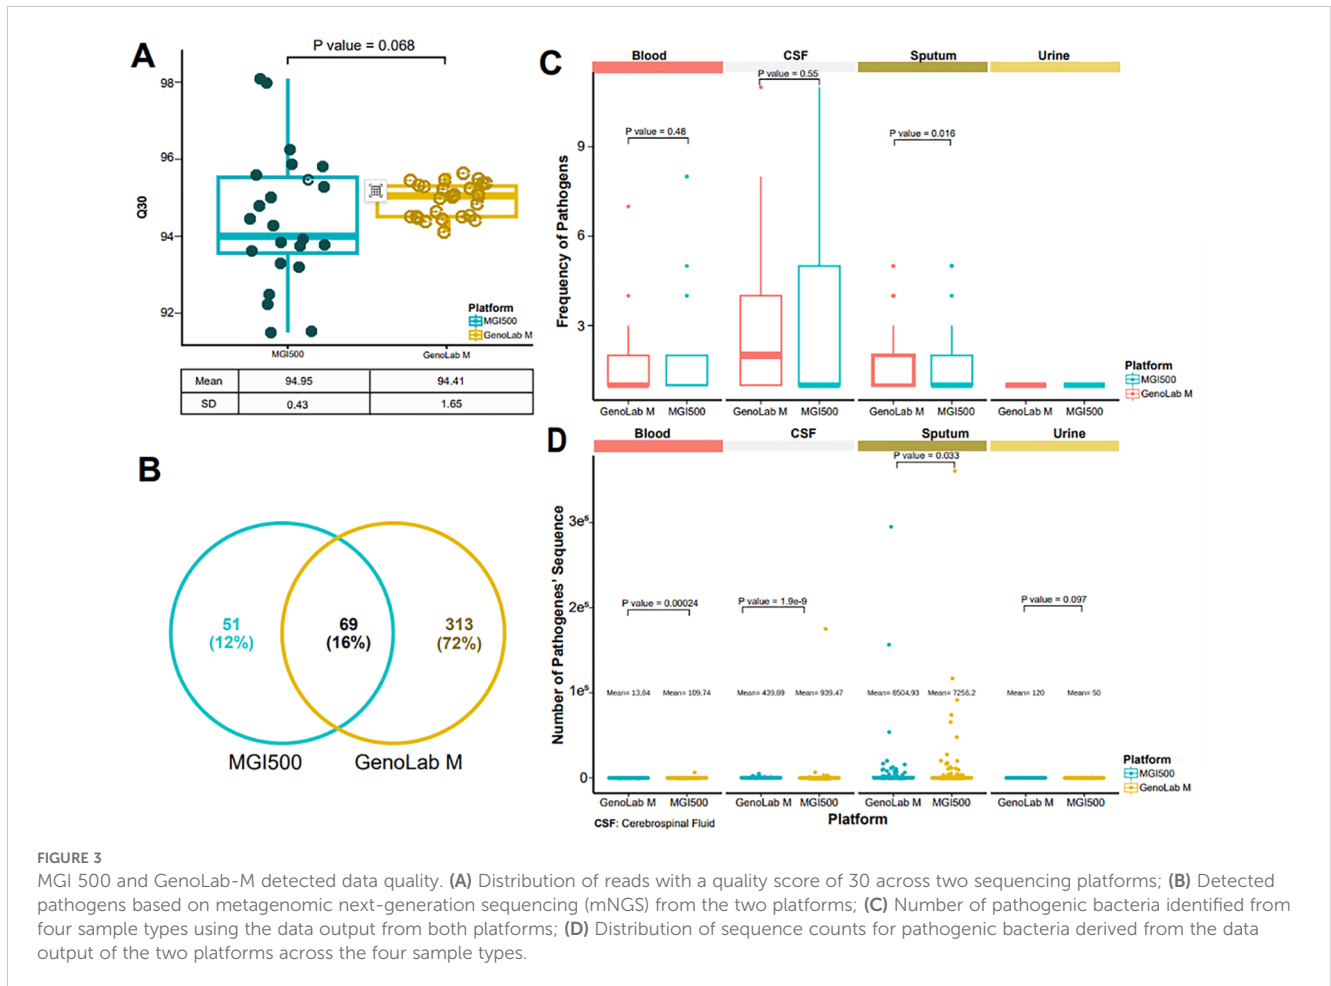 A
P value = 0.068
98
96
94
92
Q30
Platform
MGI500
GenoLab M
MGI500
GenoLab M
Mean
94.95
94.41
SD
0.43
1.65
B
51
(12%)
69
(16%)
313
(72%)
MGI500
GenoLab M
C
Blood
CSF
Sputum
Urine
P value = 0.48
P value = 0.55
P value = 0.016
9
6
3
Frequency of Pathogens
GenoLab M
MGI500
GenoLab M
MGI500
GenoLab M
MGI500
GenoLab M
MGI500
Platform
MGI500
GenoLab M
D
Blood
CSF
Sputum
Urine
P value = 0.00024
P value = 1.9e-9
P value = 0.033
P value = 0.097
3e⁵
2e⁵
1e⁵
0
Number of Pathogenes' Sequence
Mean= 13.84
Mean= 109.74
Mean= 439.89
Mean= 939.47
Mean= 6504.93
Mean= 7256.2
Mean= 120
Mean= 50
GenoLab M
MGI500
GenoLab M
MGI500
GenoLab M
MGI500
GenoLab M
MGI500
Platform
MGI500
GenoLab M
CSF: Cerebrospinal Fluid
Platform
FIGURE 3
MGI 500 and GenoLab-M detected data quality. (A) Distribution of reads with a quality score of 30 across two sequencing platforms; (B) Detected
pathogens based on metagenomic next-generation sequencing (mNGS) from the two platforms; (C) Number of pathogenic bacteria identified from
four sample types using the data output from both platforms; (D) Distribution of sequence counts for pathogenic bacteria derived from the data
output of the two platforms across the four sample types.